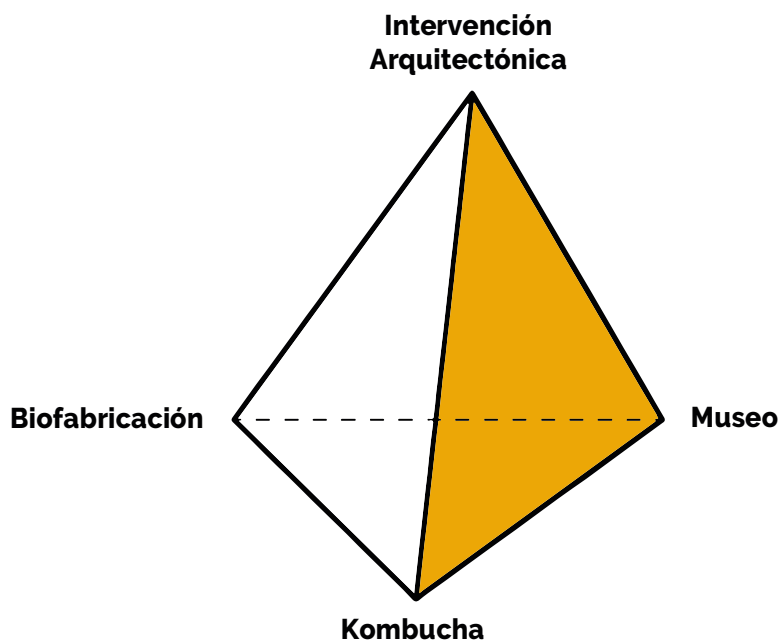 Intervención
Arquitectónica
Biofabricación
Museo
Kombucha